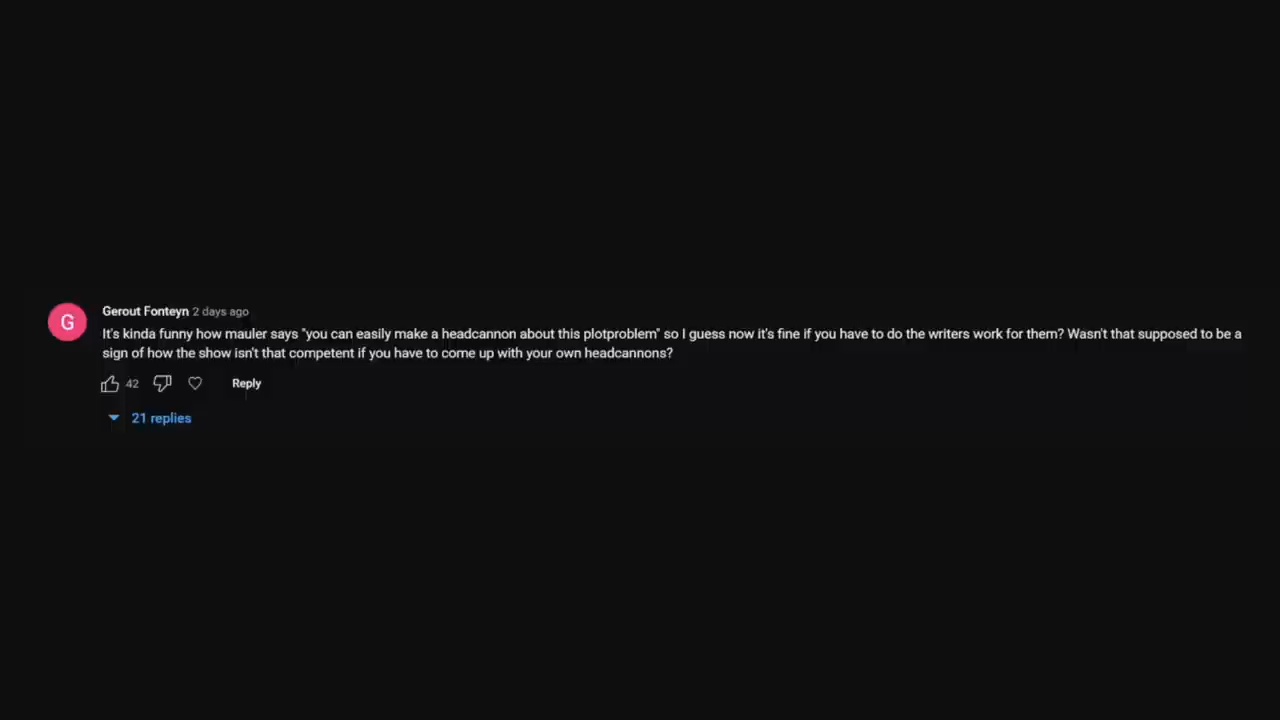 G
Gerout Fonteyn 2 days ago
It's kinda funny how mauler says "you can easily make a headcannon about this plotproblem" so I guess now it's fine if you have to do the writers work for them? Wasn't that supposed to be a
sign of how the show isn't that competent if you have to come up with your own headcannons?
42 Reply
21 replies